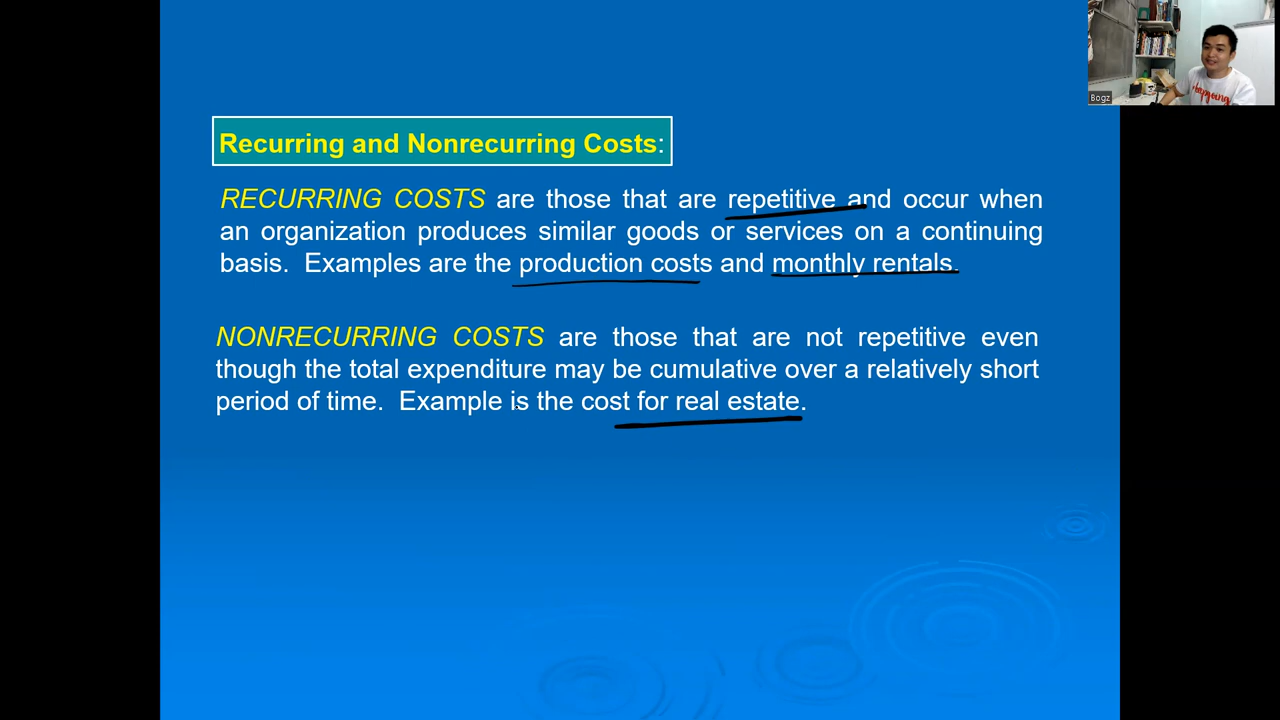 Bogz
Recurring and Nonrecurring Costs:
RECURRING COSTS are those that are repetitive and occur when
an organization produces similar goods or services on a continuing
basis. Examples are the production costs and monthly rentals.
NONRECURRING COSTS are those that are not repetitive even
though the total expenditure may be cumulative over a relatively short
period of time. Example is the cost for real estate.